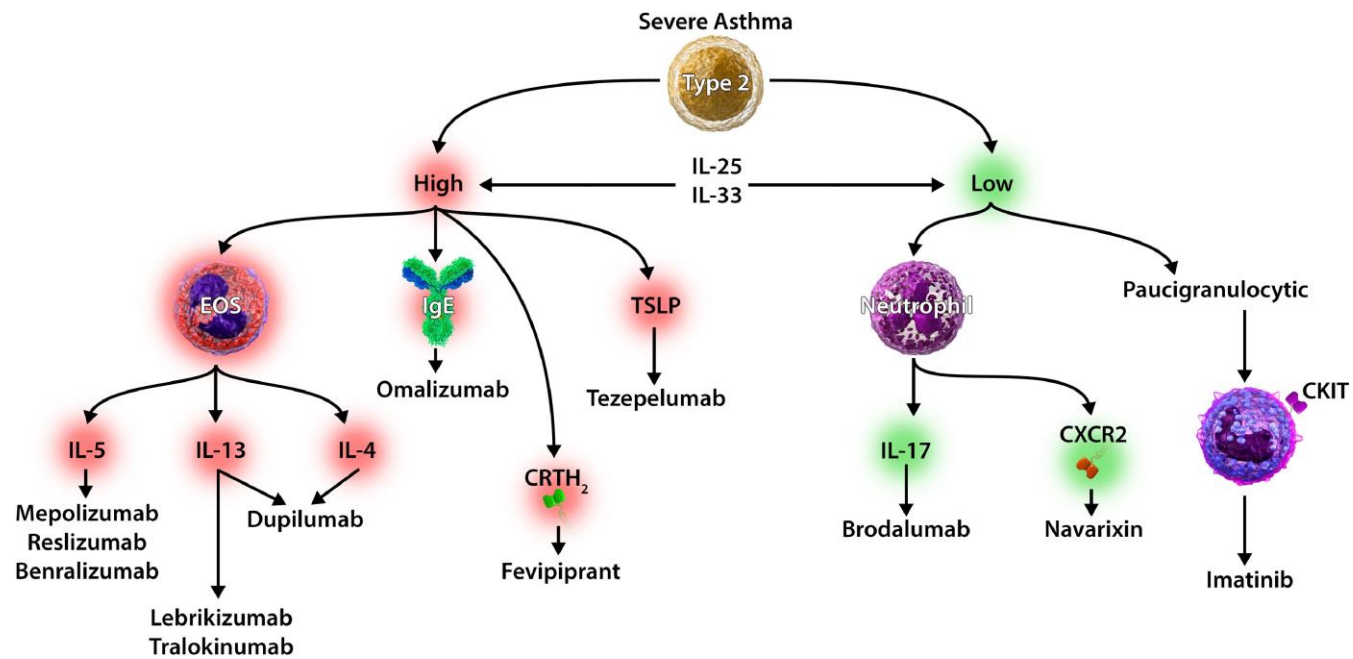 Severe Asthma
Type 2
High
IL-25
IL-33
Low
EOS
IgE
TSLP
Neutrophil
Paucigranulocytic
Omalizumab
Tezepelumab
CKIT
IL-5
IL-13
IL-4
CRTH₂
IL-17
CXCR2
Mepolizumab
Reslizumab
Benralizumab
Dupilumab
Fevipiprant
Brodalumab
Navarixin
Imatinib
Lebrikizumab
Tralokinumab